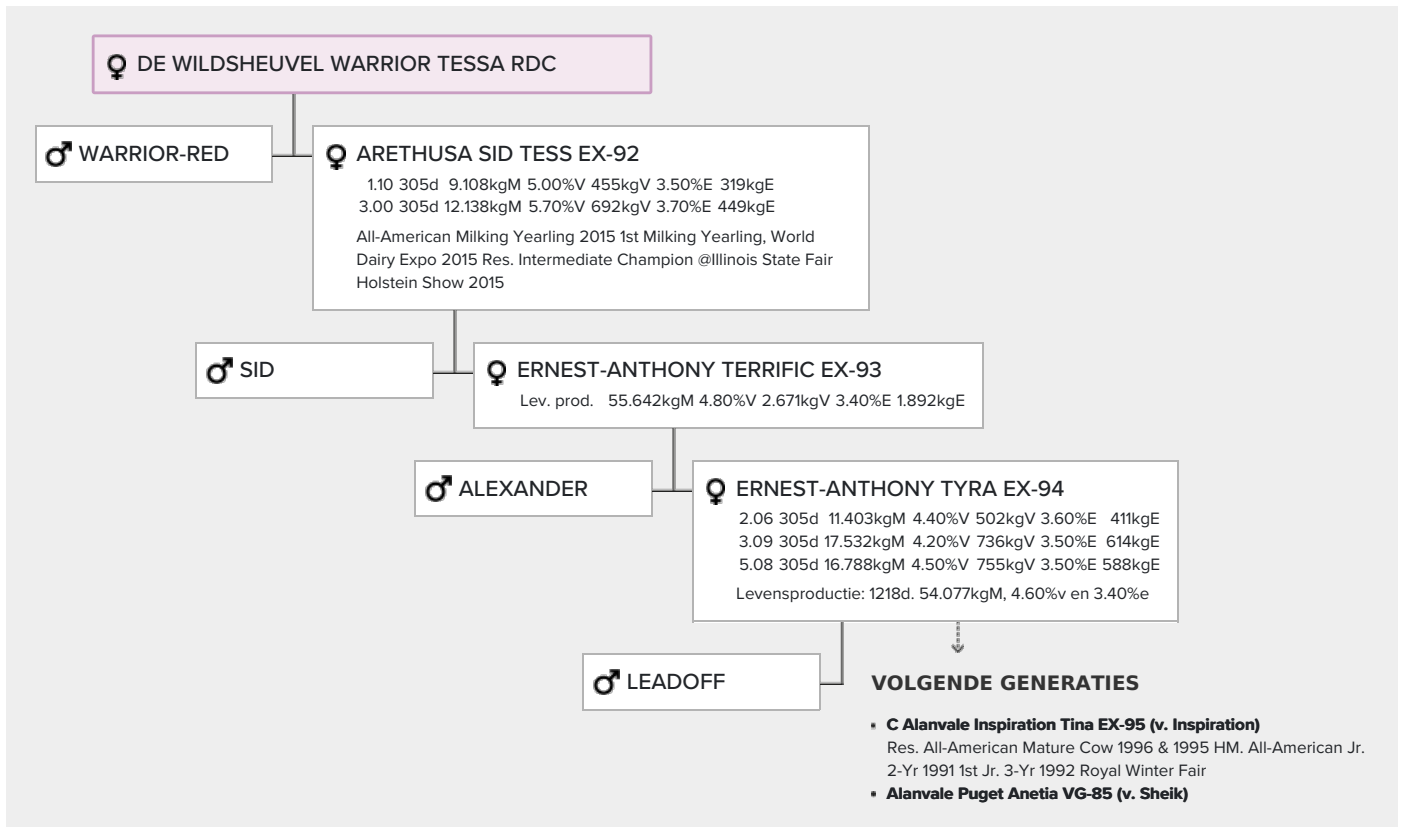 DE WILDSHEUVEL WARRIOR TESSA RDC
WARRIOR-RED
ARETHUSA SID TESS EX-92
1.10 305d 9.108kgM 5.00%V 455kgV 3.50%E 319kgE
3.00 305d 12.138kgM 5.70%V 692kgV 3.70%E 449kgE
All-American Milking Yearling 2015 1st Milking Yearling, World
Dairy Expo 2015 Res. Intermediate Champion @Illinois State Fair
Holstein Show 2015
SID
ERNEST-ANTHONY TERRIFIC EX-93
Lev. prod. 55.642kgM 4.80%V 2.671kgV 3.40%E 1.892kgE
ALEXANDER
ERNEST-ANTHONY TYRA EX-94
2.06 305d 11.403kgM 4.40%V 502kgV 3.60%E 411kgE
3.09 305d 17.532kgM 4.20%V 736kgV 3.50%E 614kgE
5.08 305d 16.788kgM 4.50%V 755kgV 3.50%E 588kgE
Levensproductie: 1218d. 54.077kgM, 4.60%v en 3.40%e
LEADOFF
VOLGENDE GENERATIES
C Alanvale Inspiration Tina EX-95 (v. Inspiration)
Res. All-American Mature Cow 1996 & 1995 HM. All-American Jr.
2-Yr 1991 1st Jr. 3-Yr 1992 Royal Winter Fair
Alanvale Puget Anetia VG-85 (v. Sheik)